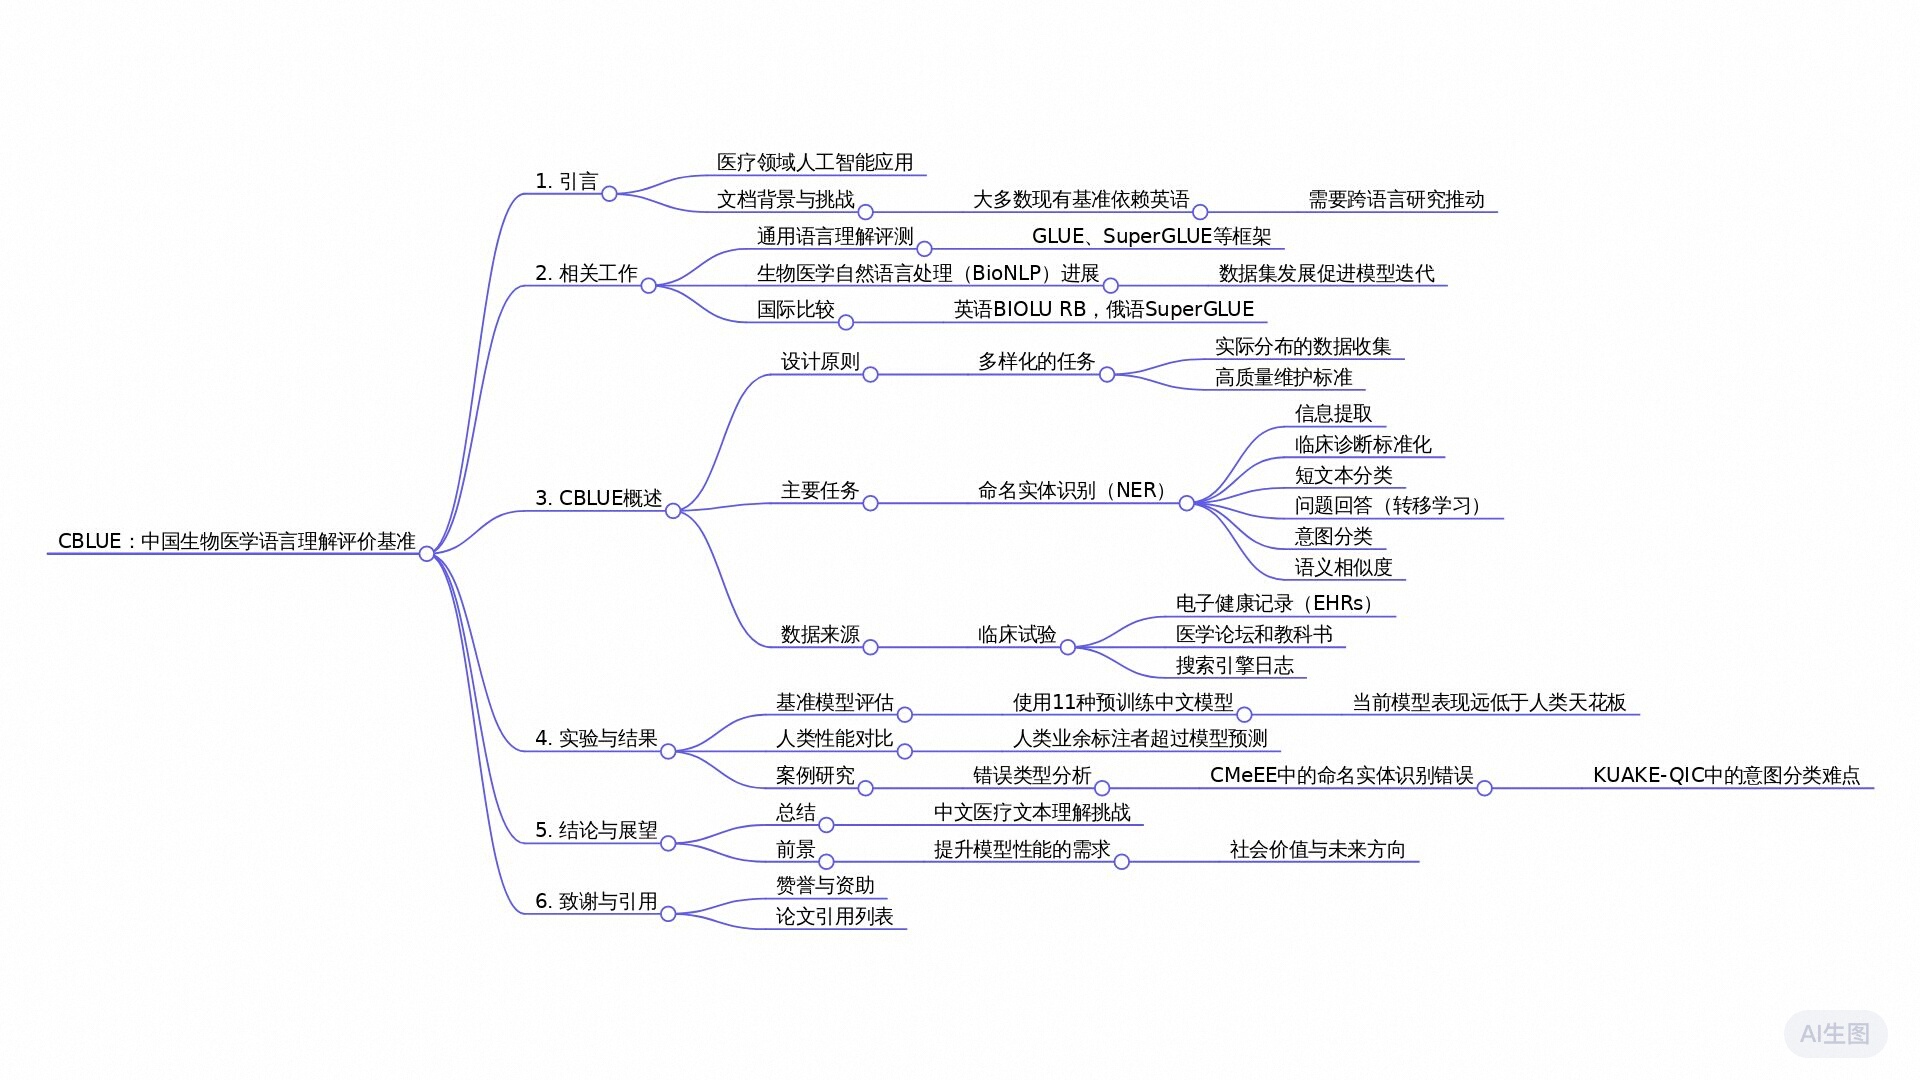 CBLUE：中国生物医学语言理解评价基准
1. 引言
医疗领域人工智能应用
文档背景与挑战
大多数现有基准依赖英语
需要跨语言研究推动
2. 相关工作
通用语言理解评测
GLUE、SuperGLUE等框架
生物医学自然语言处理（BioNLP）进展
数据集发展促进模型迭代
国际比较
英语BIOLU RB，俄语SuperGLUE
3. CBLUE概述
设计原则
多样化的任务
实际分布的数据收集
高质量维护标准
主要任务
命名实体识别（NER）
信息提取
临床诊断标准化
短文本分类
问题回答（转移学习）
意图分类
语义相似度
数据来源
临床试验
电子健康记录（EHRs）
医学论坛和教科书
搜索引擎日志
4. 实验与结果
基准模型评估
使用11种预训练中文模型
当前模型表现远低于人类天花板
人类性能对比
人类业余标注者超过模型预测
案例研究
错误类型分析
CMeEE中的命名实体识别错误
KUAKE-QIC中的意图分类难点
5. 结论与展望
总结
中文医疗文本理解挑战
前景
提升模型性能的需求
社会价值与未来方向
6. 致谢与引用
赞誉与资助
论文引用列表
AI生图